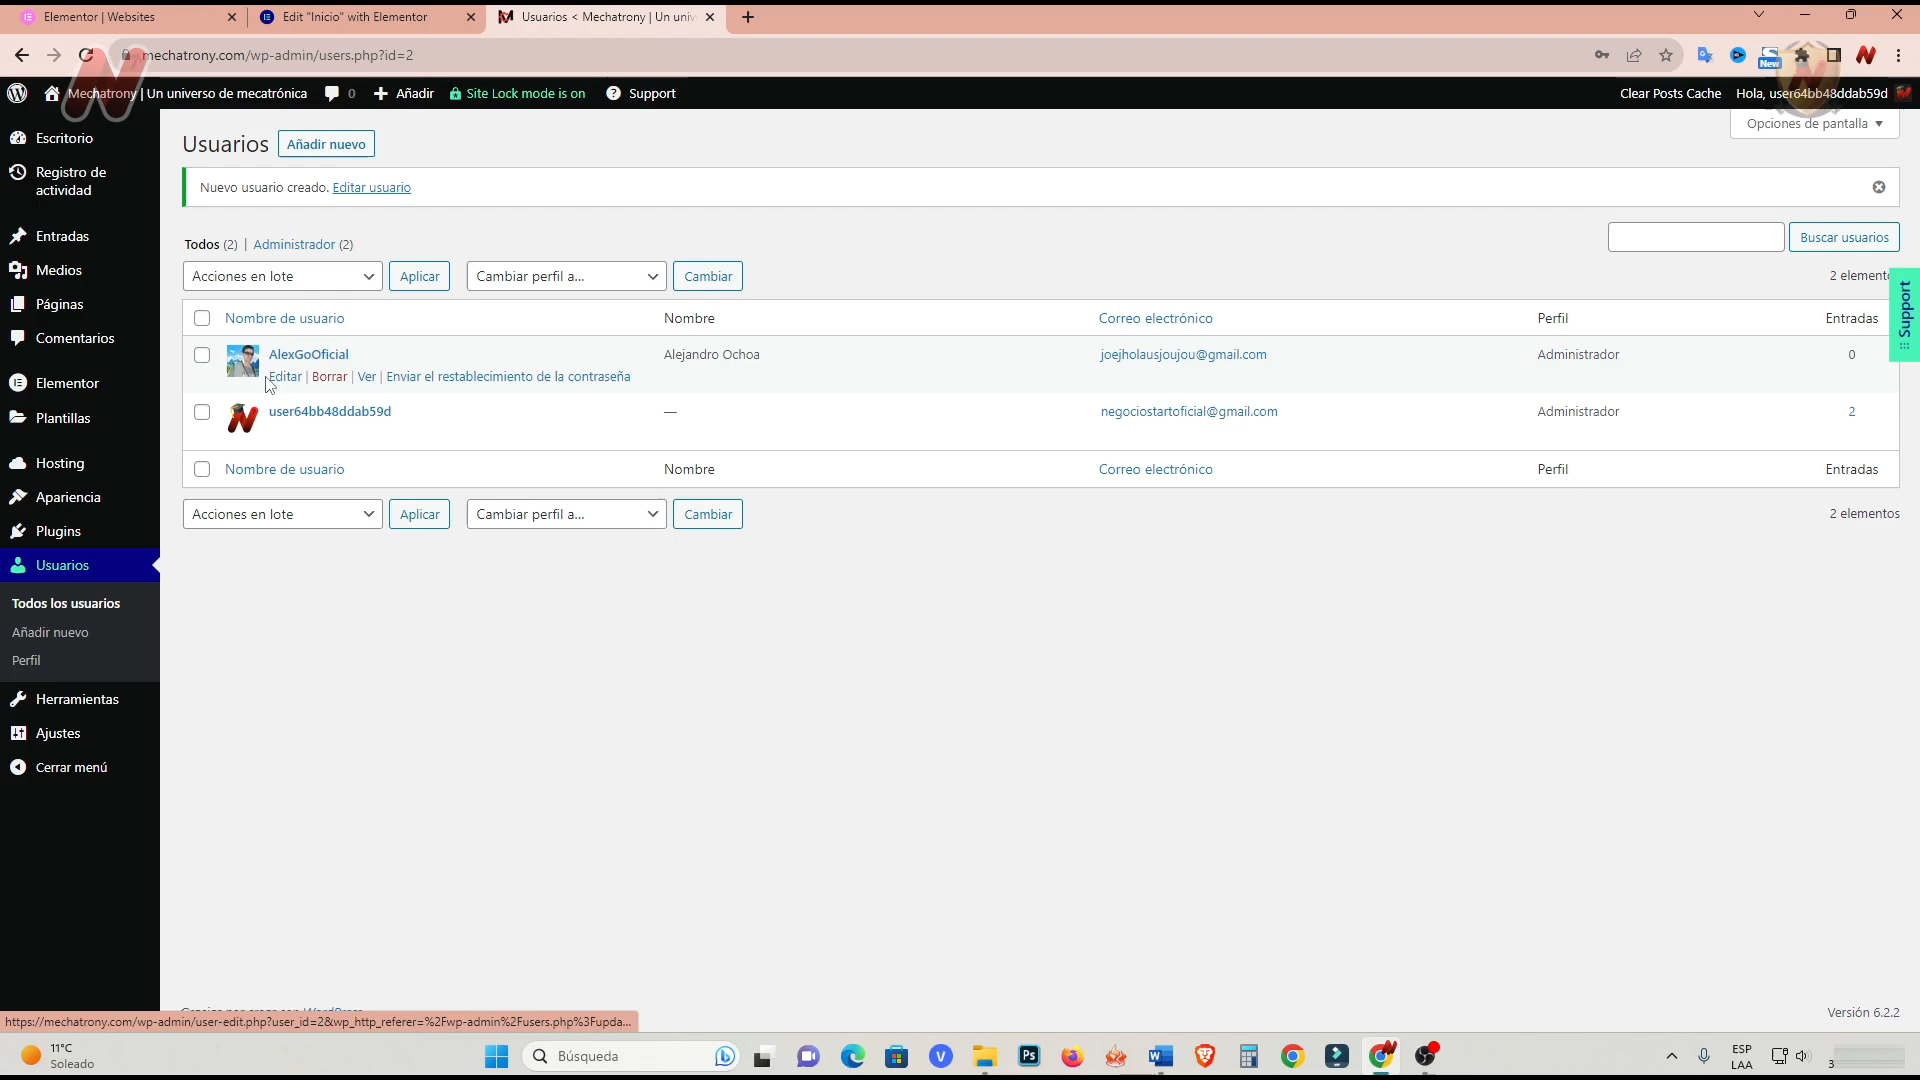 Elementor | Websites
Edit "Inicio" with Elementor
Usuarios < Mechatrony | Un univ
mechatrony.com/wp-admin/users.php?id=2
New
Mechatrony | Un universo de mecatrónica
0
Añadir
Site Lock mode is on
Support
Clear Posts Cache
Hola, user64bb48ddab59d
Escritorio
Registro de
actividad
Entradas
Medios
Páginas
Comentarios
Elementor
Plantillas
Hosting
Apariencia
Plugins
Usuarios
Todos los usuarios
Añadir nuevo
Perfil
Herramientas
Ajustes
Cerrar menú
Opciones de pantalla
Usuarios
Añadir nuevo
Nuevo usuario creado. Editar usuario
Todos (2) | Administrador (2)
Buscar usuarios
Acciones en lote
Aplicar
Cambiar perfil a...
Cambiar
2 elemento
Support
Nombre de usuario Nombre Correo electrónico Perfil Entradas
AlexGoOficial Alejandro Ochoa joejholausjoujou@gmail.com Administrador 0
Editar | Borrar | Ver | Enviar el restablecimiento de la contraseña
user64bb48ddab59d — negociostartoficial@gmail.com Administrador 2
Nombre de usuario Nombre Correo electrónico Perfil Entradas
Acciones en lote
Aplicar
Cambiar perfil a...
Cambiar
2 elementos
Versión 6.2.2
https://mechatrony.com/wp-admin/user-edit.php?user_id=2&wp_http_referer=%2Fwp-admin%2Fusers.php%3Fupda...
11°C
Soleado
Búsqueda
ESP
LAA
3